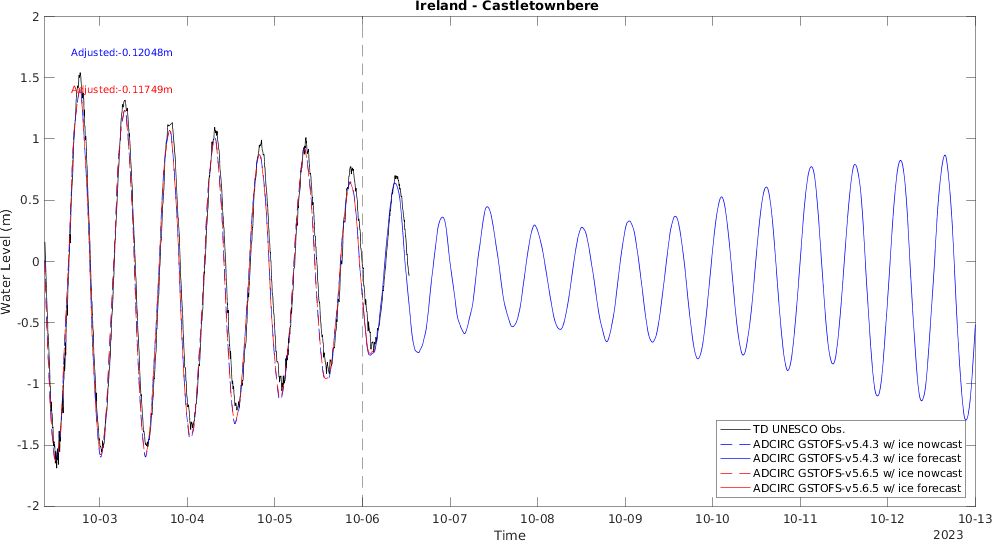 Ireland - Castletownbere
2
1.5
1
0.5
0
-0.5
-1
-1.5
-2
Water Level (m)
Adjusted:-0.12048m
Adjusted:-0.11749m
TD UNESCO Obs.
ADCIRC GSTOFS-v5.4.3 w/ ice nowcast
ADCIRC GSTOFS-v5.4.3 w/ ice forecast
ADCIRC GSTOFS-v5.6.5 w/ ice nowcast
ADCIRC GSTOFS-v5.6.5 w/ ice forecast
10-03 10-04 10-05 10-06 10-07 10-08 10-09 10-10 10-11 10-12 10-13
Time
2023